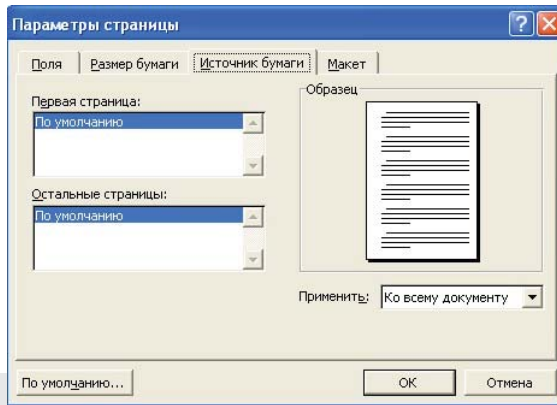 Параметры страницы
Поля
Размер бумаги
Источник бумаги
Макет
Первая страница:
По умолчанию
Остальные страницы:
По умолчанию
Образец
Применить:
Ко всему документу
По умолчанию...
ОК
Отмена